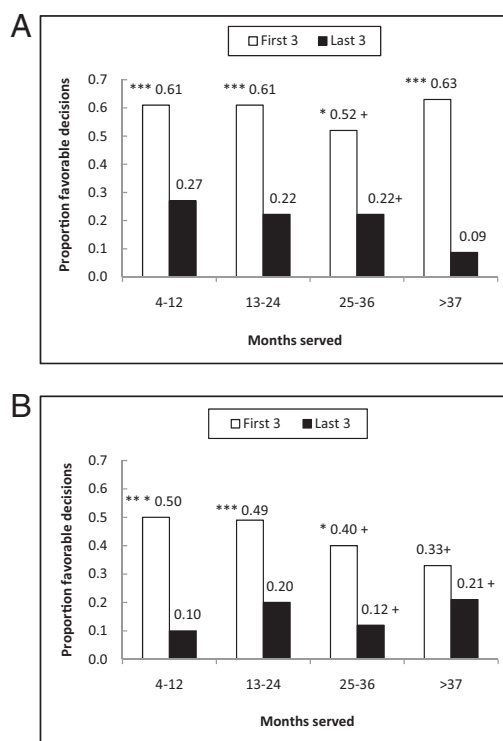 A
First 3 Last 3
Proportion favorable decisions
0.7
0.6
0.5
0.4
0.3
0.2
0.1
0.0
*** 0.61
0.27
*** 0.61
0.22
* 0.52 +
0.22+
*** 0.63
0.09
4-12 13-24 25-36 >37
Months served
B
First 3 Last 3
Proportion favorable decisions
0.7
0.6
0.5
0.4
0.3
0.2
0.1
0.0
** * 0.50
0.10
*** 0.49
0.20
* 0.40 +
0.12 +
0.33+
0.21 +
4-12 13-24 25-36 >37
Months served